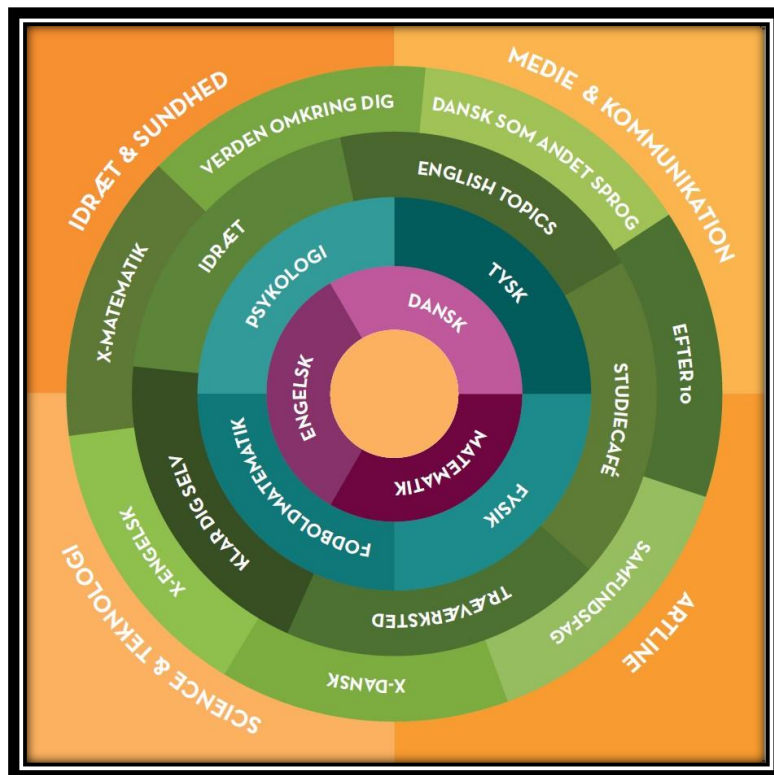 IDRÆT & SUNDHED
MEDIE & KOMMUNIKATION
VERDEN OMKRING DIG
DANSK SOM ANDET SPROG
X-MATEMATIK
IDRÆT
ENGLISH TOPICS
EFTER 10
PSYKOLOGI
TYSK
STUDIECAFÉ
DANSK
ENGELSK
MATEMATIK
FODBOLDMATEMATIK
FYSIK
KLAR DIG SELV
TRÆVÆRKSTED
X-ENGELSK
X-DANSK
SAMFUNDSFAG
SCIENCE & TEKNOLOGI
ARTLINE